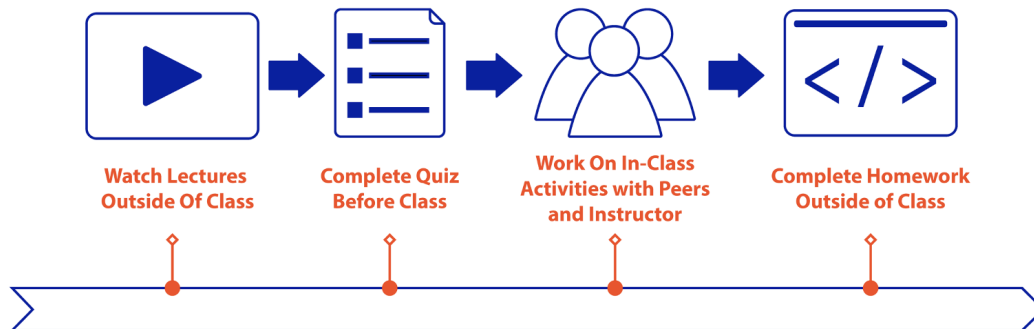 </>
Watch Lectures
Outside Of Class
Complete Quiz
Before Class
Work On In-Class
Activities with Peers
and Instructor
Complete Homework
Outside of Class